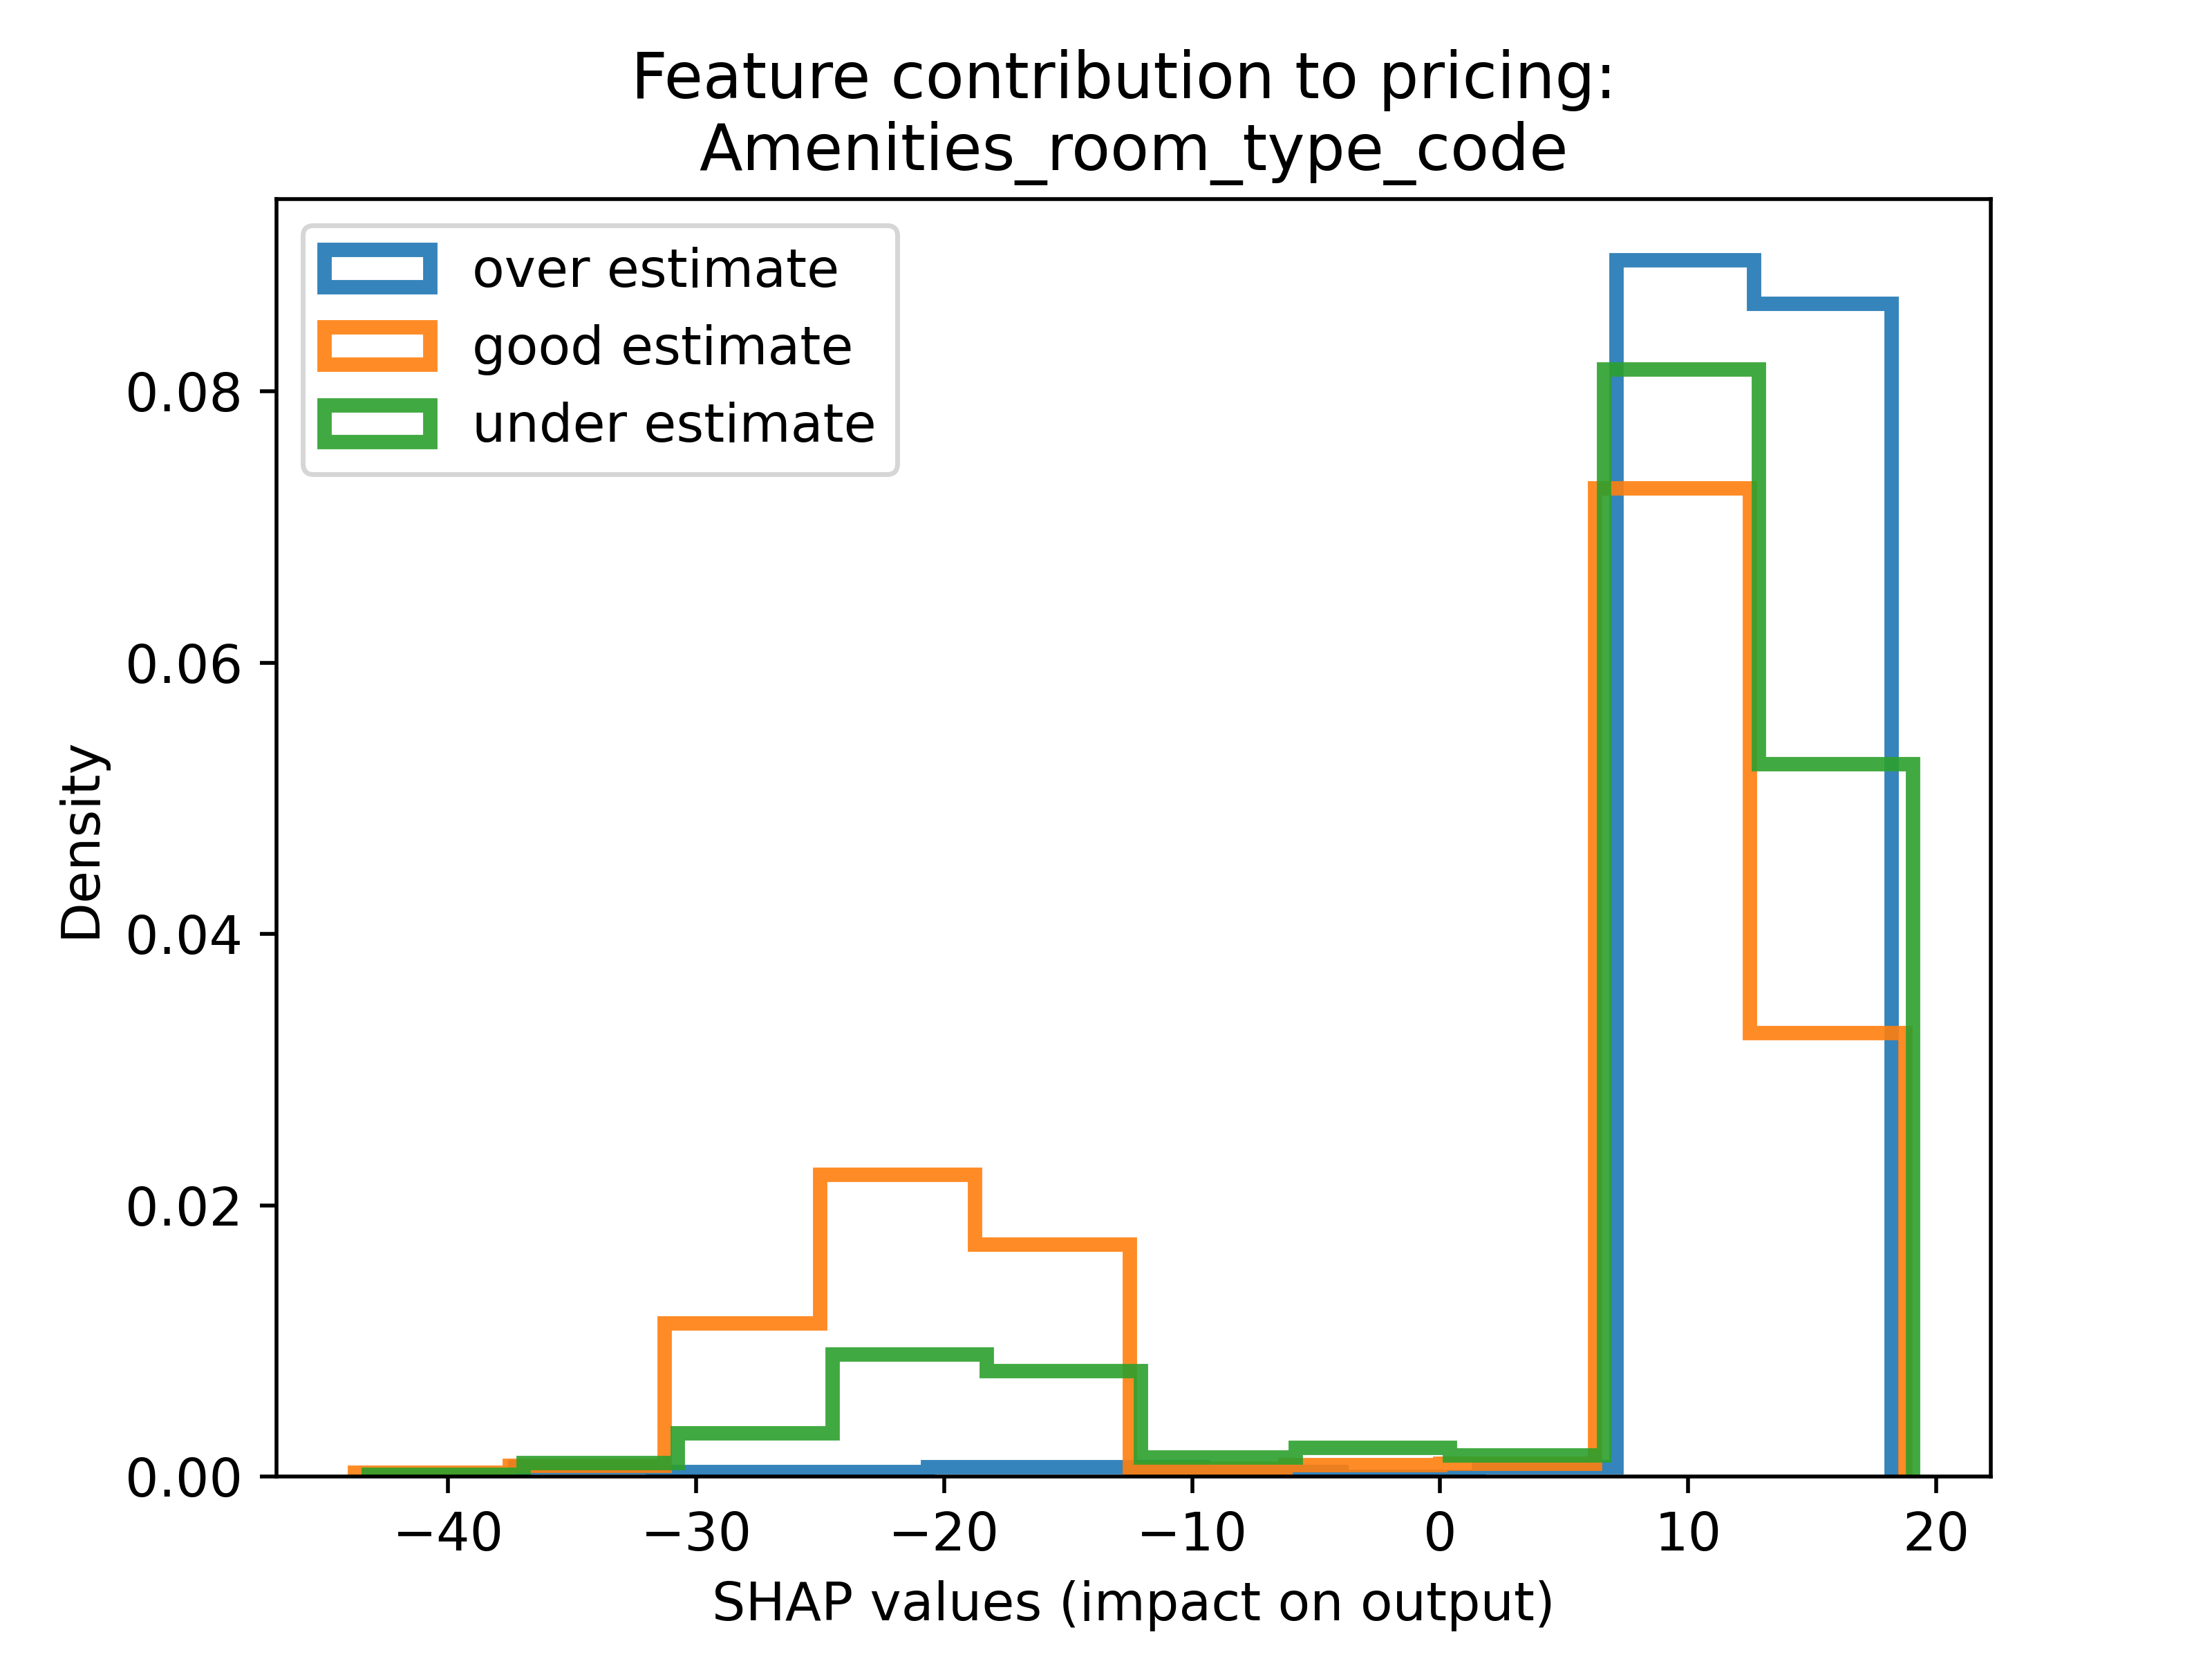 Feature contribution to pricing:
Amenities_room_type_code
over estimate
good estimate
under estimate
Density
0.08
0.06
0.04
0.02
0.00
−40 −30 −20 −10 0 10 20
SHAP values (impact on output)